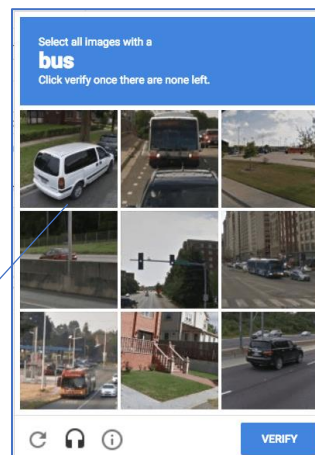 Select all images with a
bus
Click verify once there are none left.
VERIFY